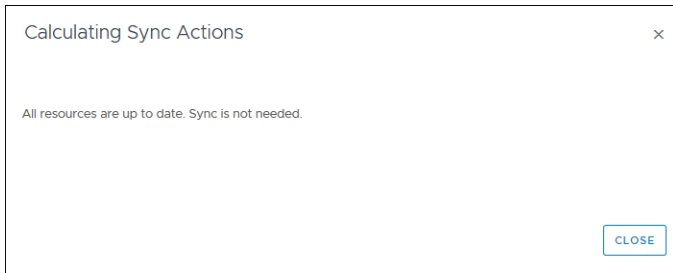 Calculating Sync Actions
All resources are up to date. Sync is not needed.
CLOSE